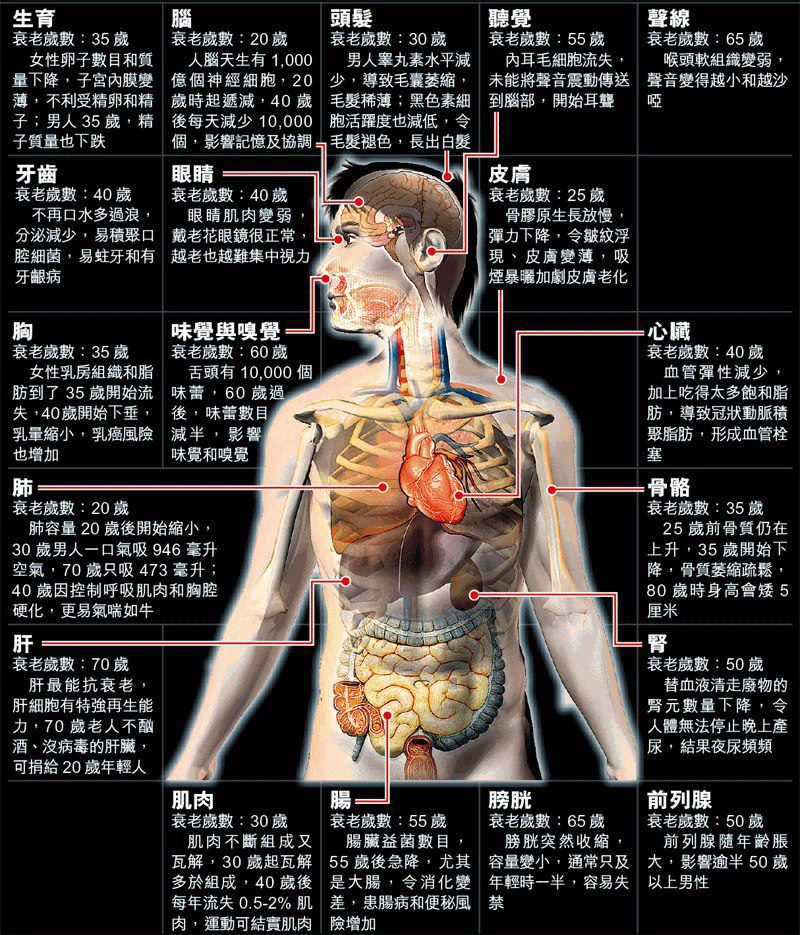 生育
衰老歲數：35 歲
女性卵子數目和質
量下降，子宮內膜變
薄，不利受精卵和精
子；男人 35 歲，精
子質量也下跌
腦
衰老歲數：20 歲
人腦天生有 1,000
億個神經細胞，20
歲時起遞減，40 歲
後每天減少 10,000
個，影響記憶及協調
頭髮
衰老歲數：30 歲
男人睾丸素水平減
少，導致毛囊萎縮，
毛髮稀薄；黑色素細
胞活躍度也減低，令
毛髮褪色，長出白髮
聽覺
衰老歲數：55 歲
內耳毛細胞流失，
未能將聲音震動傳送
到腦部，開始耳聾
聲線
衰老歲數：65 歲
喉頭軟組織變弱，
聲音變得越小和越沙
啞
牙齒
衰老歲數：40 歲
不再口水多過浪，
分泌減少，易積聚口
腔細菌，易蛀牙和有
牙齦病
眼睛
衰老歲數：40 歲
眼睛肌肉變弱，
戴老花眼鏡很正常，
越老也越難集中視力
皮膚
衰老歲數：25 歲
骨膠原生長放慢，
彈力下降，令皺紋浮
現、皮膚變薄，吸
煙暴曬加劇皮膚老化
胸
衰老歲數：35 歲
女性乳房組織和脂
肪到了 35 歲開始流
失，40歲開始下垂，
乳暈縮小，乳癌風險
也增加
味覺與嗅覺
衰老歲數：60 歲
舌頭有 10,000 個
味蕾，60 歲過
後，味蕾數目
減半，影響
味覺和嗅覺
心臟
衰老歲數：40 歲
血管彈性減少，
加上吃得太多飽和脂
肪，導致冠狀動脈積
聚脂肪，形成血管栓
塞
肺
衰老歲數：20 歲
肺容量 20 歲後開始縮小，
30 歲男人一口氣吸 946 毫升
空氣，70 歲只吸 473 毫升；
40 歲因控制呼吸肌肉和胸腔
硬化，更易氣喘如牛
骨骼
衰老歲數：35 歲
25 歲前骨質仍在
上升，35 歲開始下
降，骨質萎縮疏鬆，
80 歲時身高會矮 5
厘米
肝
衰老歲數：70 歲
肝最能抗衰老，
肝細胞有特強再生能
力，70 歲老人不酗
酒、沒病毒的肝臟，
可捐給 20 歲年輕人
腎
衰老歲數：50 歲
替血液清走廢物的
腎元數量下降，令
人體無法停止晚上產
尿，結果夜尿頻頻
肌肉
衰老歲數：30 歲
肌肉不斷組成又
瓦解，30 歲起瓦解
多於組成，40 歲後
每年流失 0.5-2% 肌
肉，運動可結實肌肉
腸
衰老歲數：55 歲
腸臟益菌數目，
55 歲後急降，尤其
是大腸，令消化變
差，患腸病和便秘風
險增加
膀胱
衰老歲數：65 歲
膀胱突然收縮，
容量變小，通常只及
年輕時一半，容易失
禁
前列腺
衰老歲數：50 歲
前列腺隨年齡脹
大，影響逾半 50 歲
以上男性